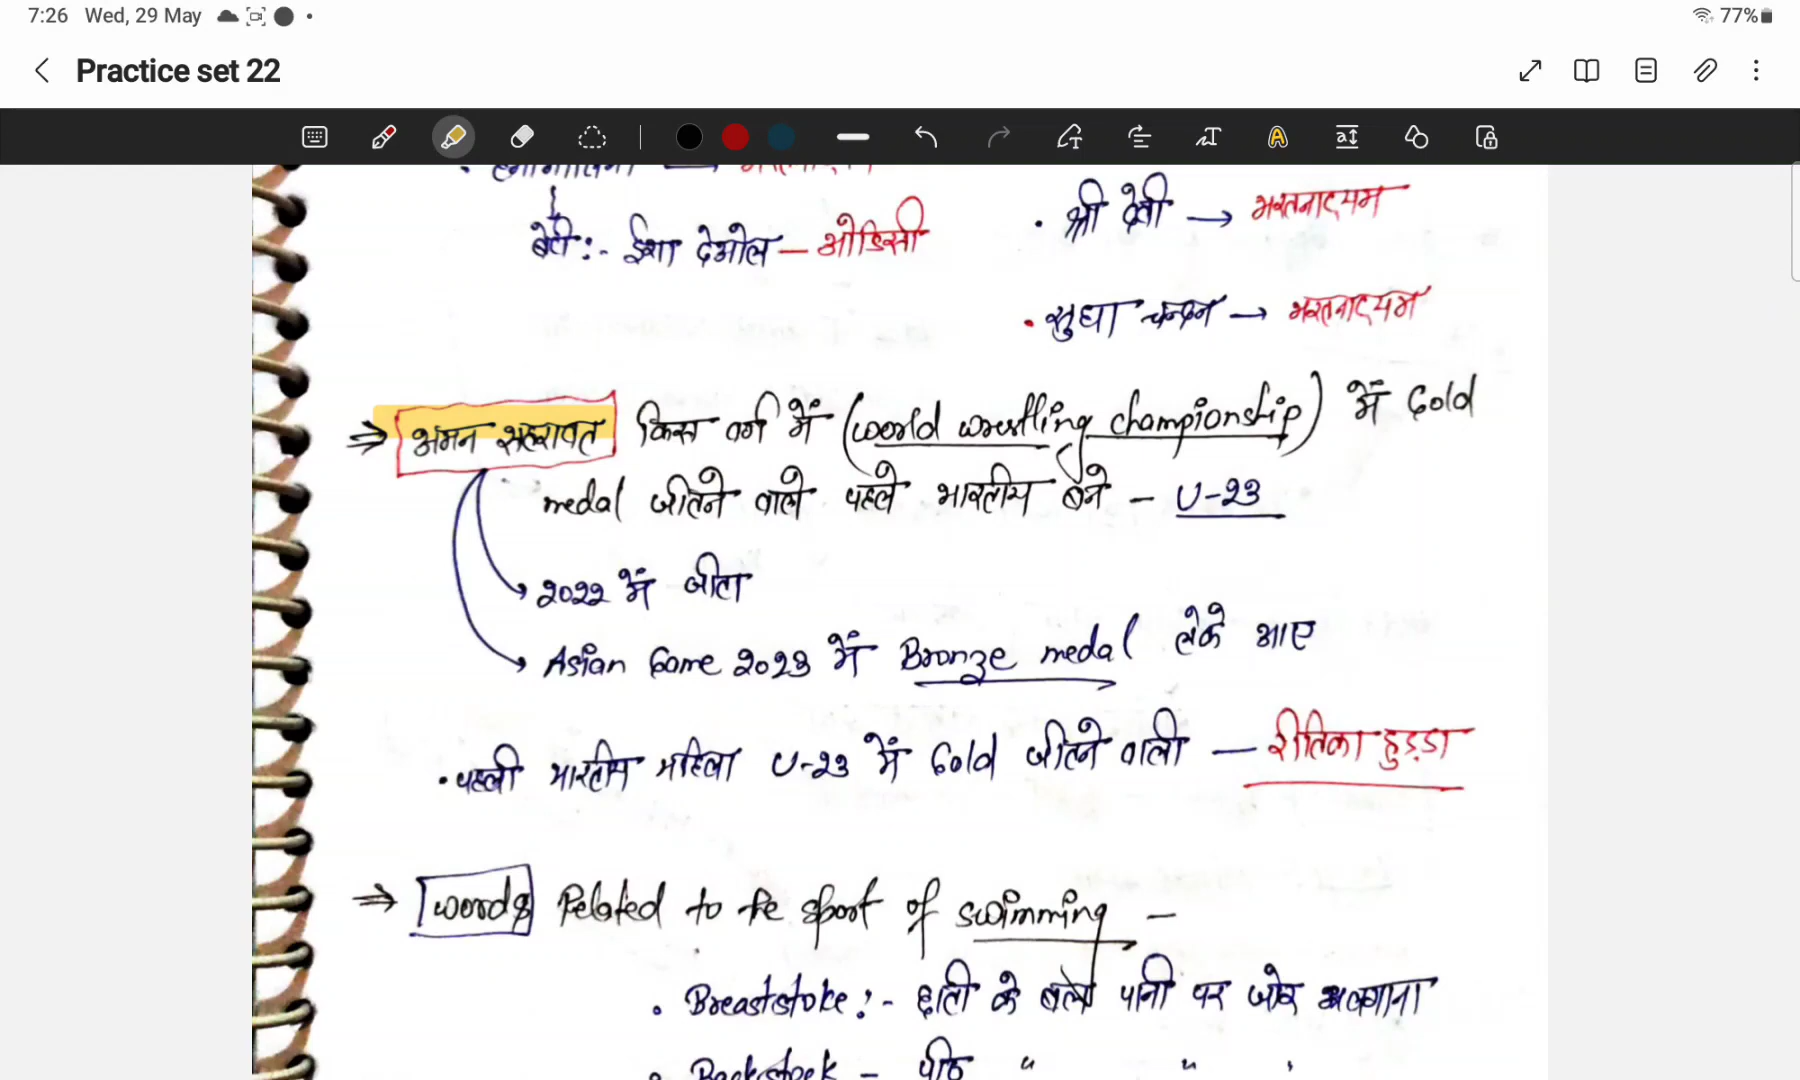 7:26 Wed, 29 May
77%
Practice set 22
बेटी :- ईशा देओल – ओडिसी
• श्री देवी → भरतनाट्यम
• सुधा चन्द्रन → भरतनाट्यम
⇒ अमन सहरावत किस वर्ग में (world wrestling championship) में Gold
medal जीतने वाले पहले भारतीय बने – U-23
2022 में जीता
Asian Game 2023 में Bronze medal लेके आए
• पहली भारतीय महिला U-23 में Gold जीतने वाली – रीतिका हुड्डा
⇒ words Related to the sport of swimming –
• Breaststoke :- छाती के बल पानी पर जोर लगाना
• Backstock – पीठ " " "